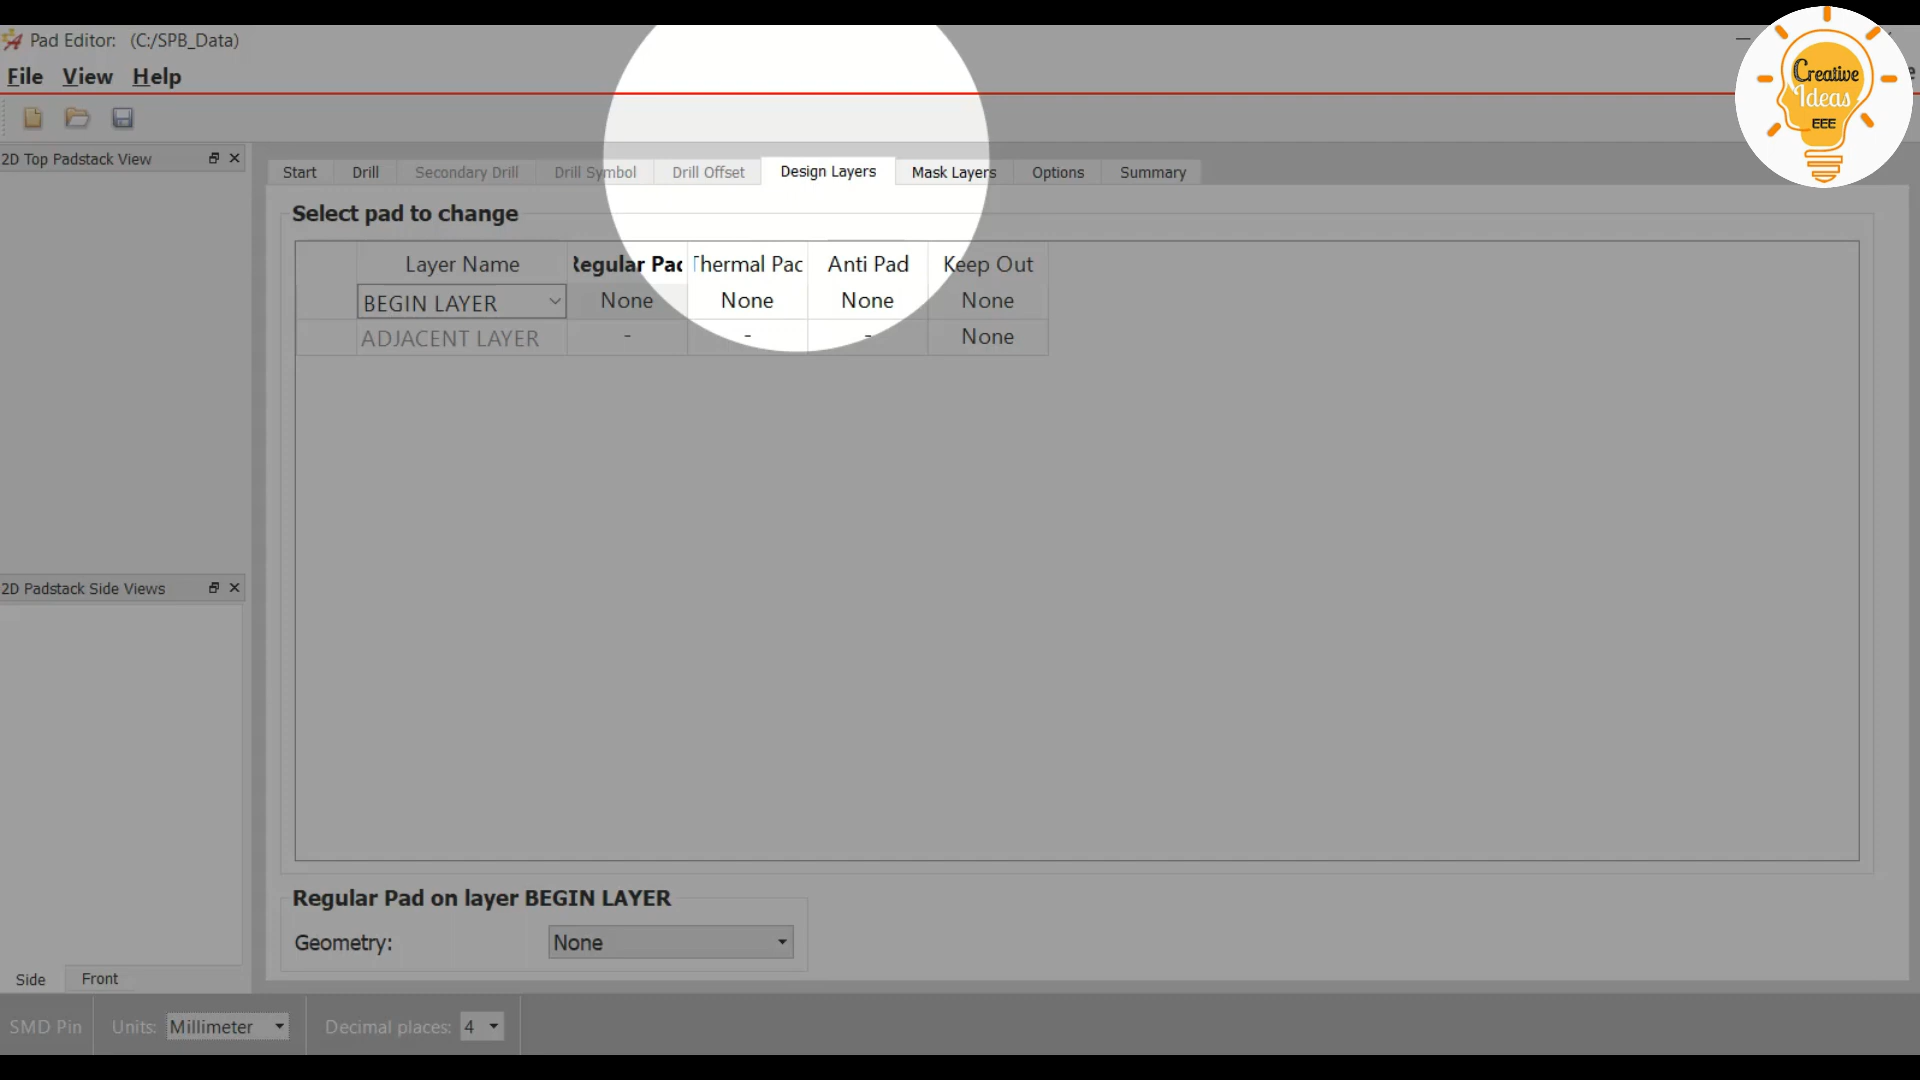 Pad Editor: (C:/SPB_Data)
Creative
Ideas
EEE
File View Help
2D Top Padstack View
Start Drill Secondary Drill Drill Symbol Drill Offset Design Layers Mask Layers Options Summary
Select pad to change
Layer Name Regular Pad Thermal Pad Anti Pad Keep Out
BEGIN LAYER None None None None
ADJACENT LAYER - - - None
2D Padstack Side Views
Regular Pad on layer BEGIN LAYER
Geometry: None
Side Front
SMD Pin Units: Millimeter Decimal places: 4